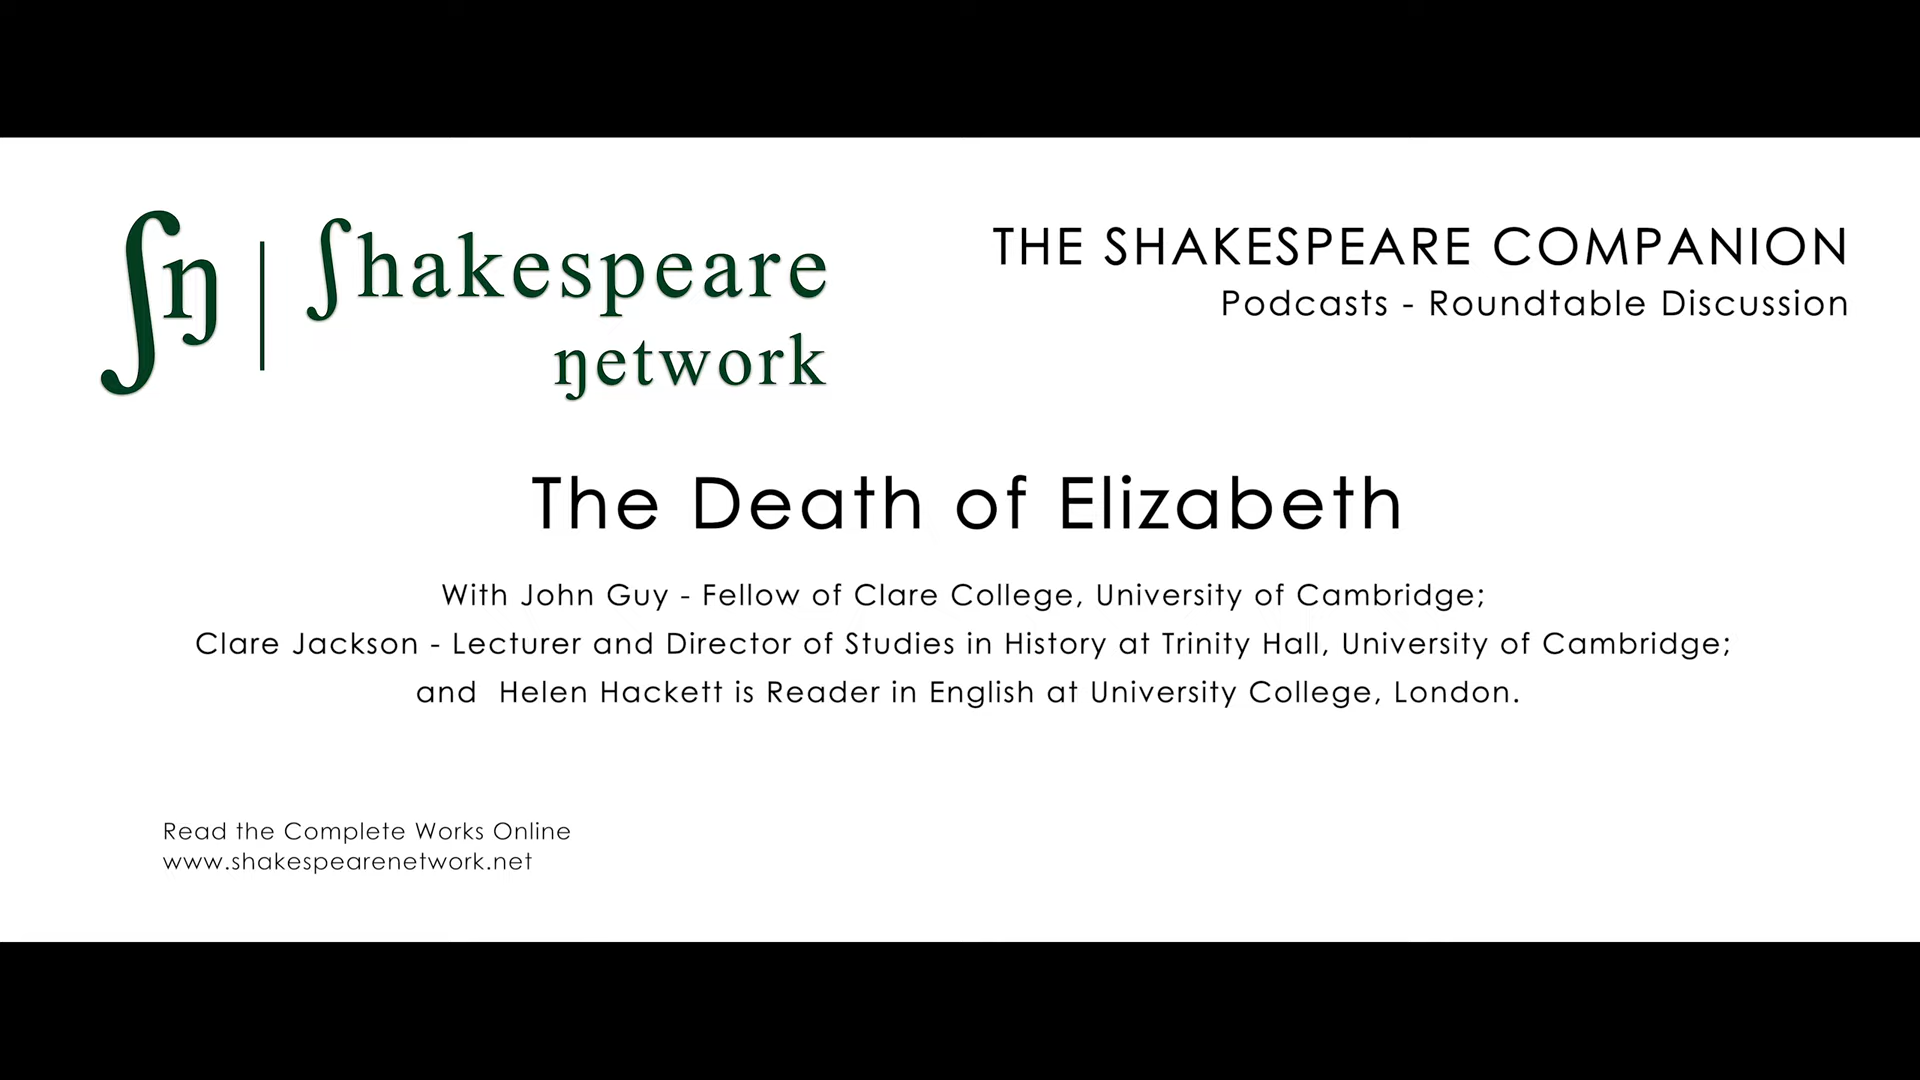 ʃŋ | ʃhakespeare
ŋetwork
THE SHAKESPEARE COMPANION
Podcasts - Roundtable Discussion
The Death of Elizabeth
With John Guy - Fellow of Clare College, University of Cambridge;
Clare Jackson - Lecturer and Director of Studies in History at Trinity Hall, University of Cambridge;
and  Helen Hackett is Reader in English at University College, London.
Read the Complete Works Online
www.shakespearenetwork.net